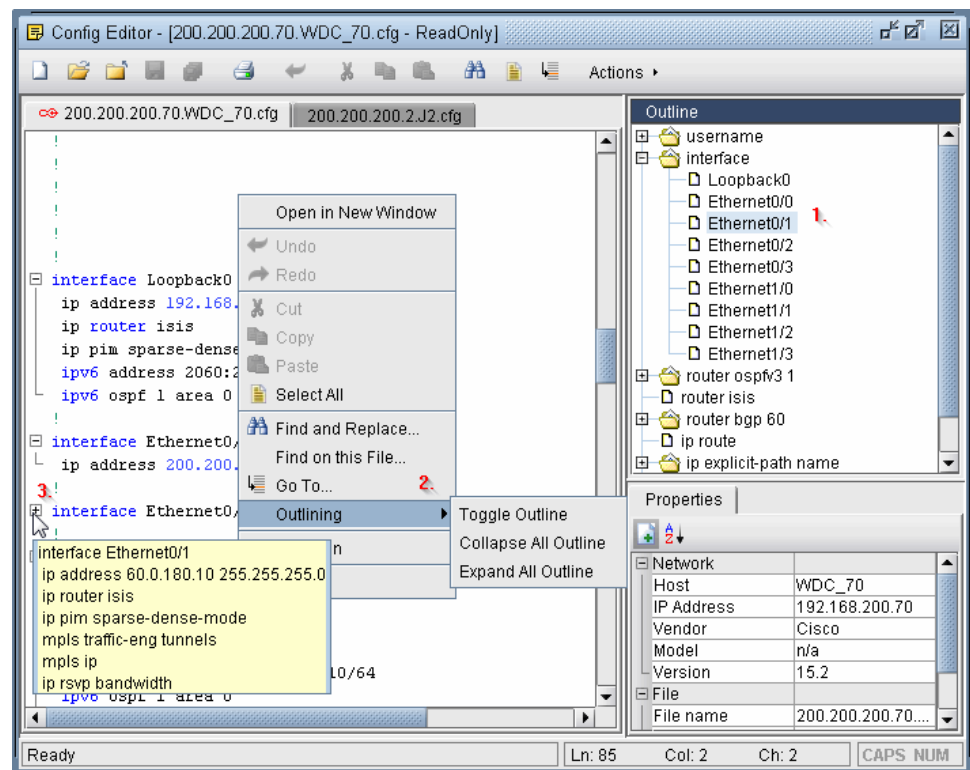 Config Editor - [200.200.200.70.WDC_70.cfg - ReadOnly]
Actions
200.200.200.70.WDC_70.cfg
200.200.200.2.J2.cfg
!
!
!
!
!
!
interface Loopback0
ip address 192.168.
ip router isis
ip pim sparse-dense
ipv6 address 2060:2
ipv6 ospf 1 area 0
!
interface Ethernet0/
ip address 200.200.
3.
!
interface Ethernet0/
!
10/64
ipv6 ospf 1 area 0
Open in New Window
Undo
Redo
Cut
Copy
Paste
Select All
Find and Replace...
Find on this File...
Go To...
2.
Outlining
n
Toggle Outline
Collapse All Outline
Expand All Outline
interface Ethernet0/1
ip address 60.0.180.10 255.255.255.0
ip router isis
ip pim sparse-dense-mode
mpls traffic-eng tunnels
mpls ip
ip rsvp bandwidth
Outline
username
interface
Loopback0
Ethernet0/0
Ethernet0/1
1.
Ethernet0/2
Ethernet0/3
Ethernet1/0
Ethernet1/1
Ethernet1/2
Ethernet1/3
router ospfv3 1
router isis
router bgp 60
ip route
ip explicit-path name
Properties
Network
Host WDC_70
IP Address 192.168.200.70
Vendor Cisco
Model n/a
Version 15.2
File
File name 200.200.200.70....
Ready
Ln: 85 Col: 2 Ch: 2
CAPS NUM